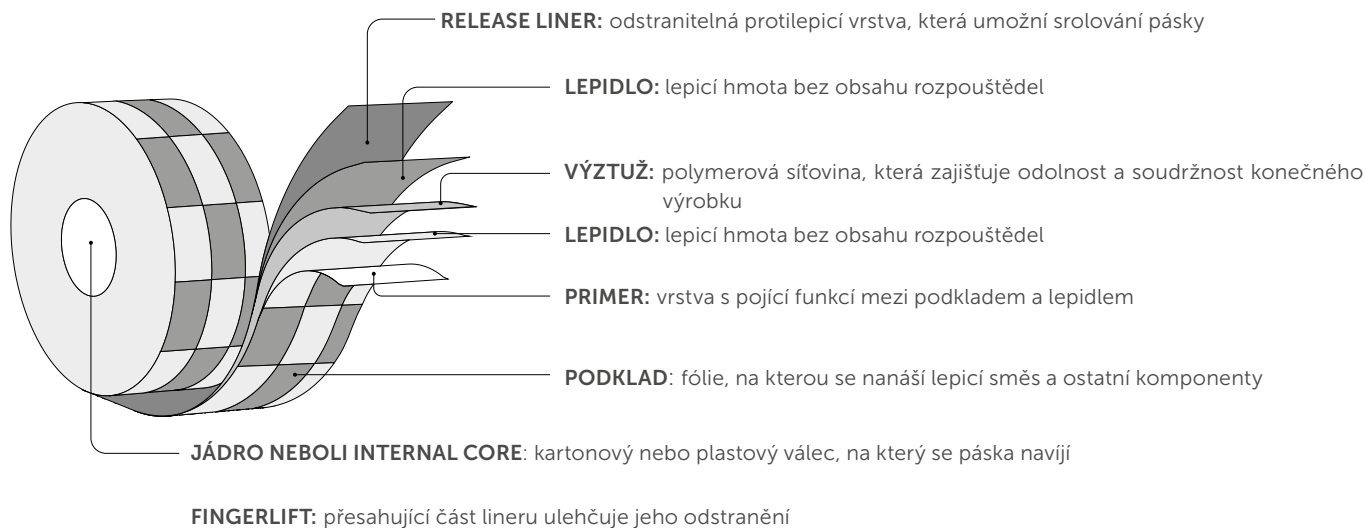 RELEASE LINER: odstranitelná protilepicí vrstva, která umožní srolování pásky
LEPIDLO: lepicí hmota bez obsahu rozpouštědel
VÝZTUŽ: polymerová síťovina, která zajišťuje odolnost a soudržnost konečného
výrobku
LEPIDLO: lepicí hmota bez obsahu rozpouštědel
PRIMER: vrstva s pojící funkcí mezi podkladem a lepidlem
PODKLAD: fólie, na kterou se nanáší lepicí směs a ostatní komponenty
JÁDRO NEBOLI INTERNAL CORE: kartonový nebo plastový válec, na který se páska navíjí
FINGERLIFT: přesahující část lineru ulehčuje jeho odstranění